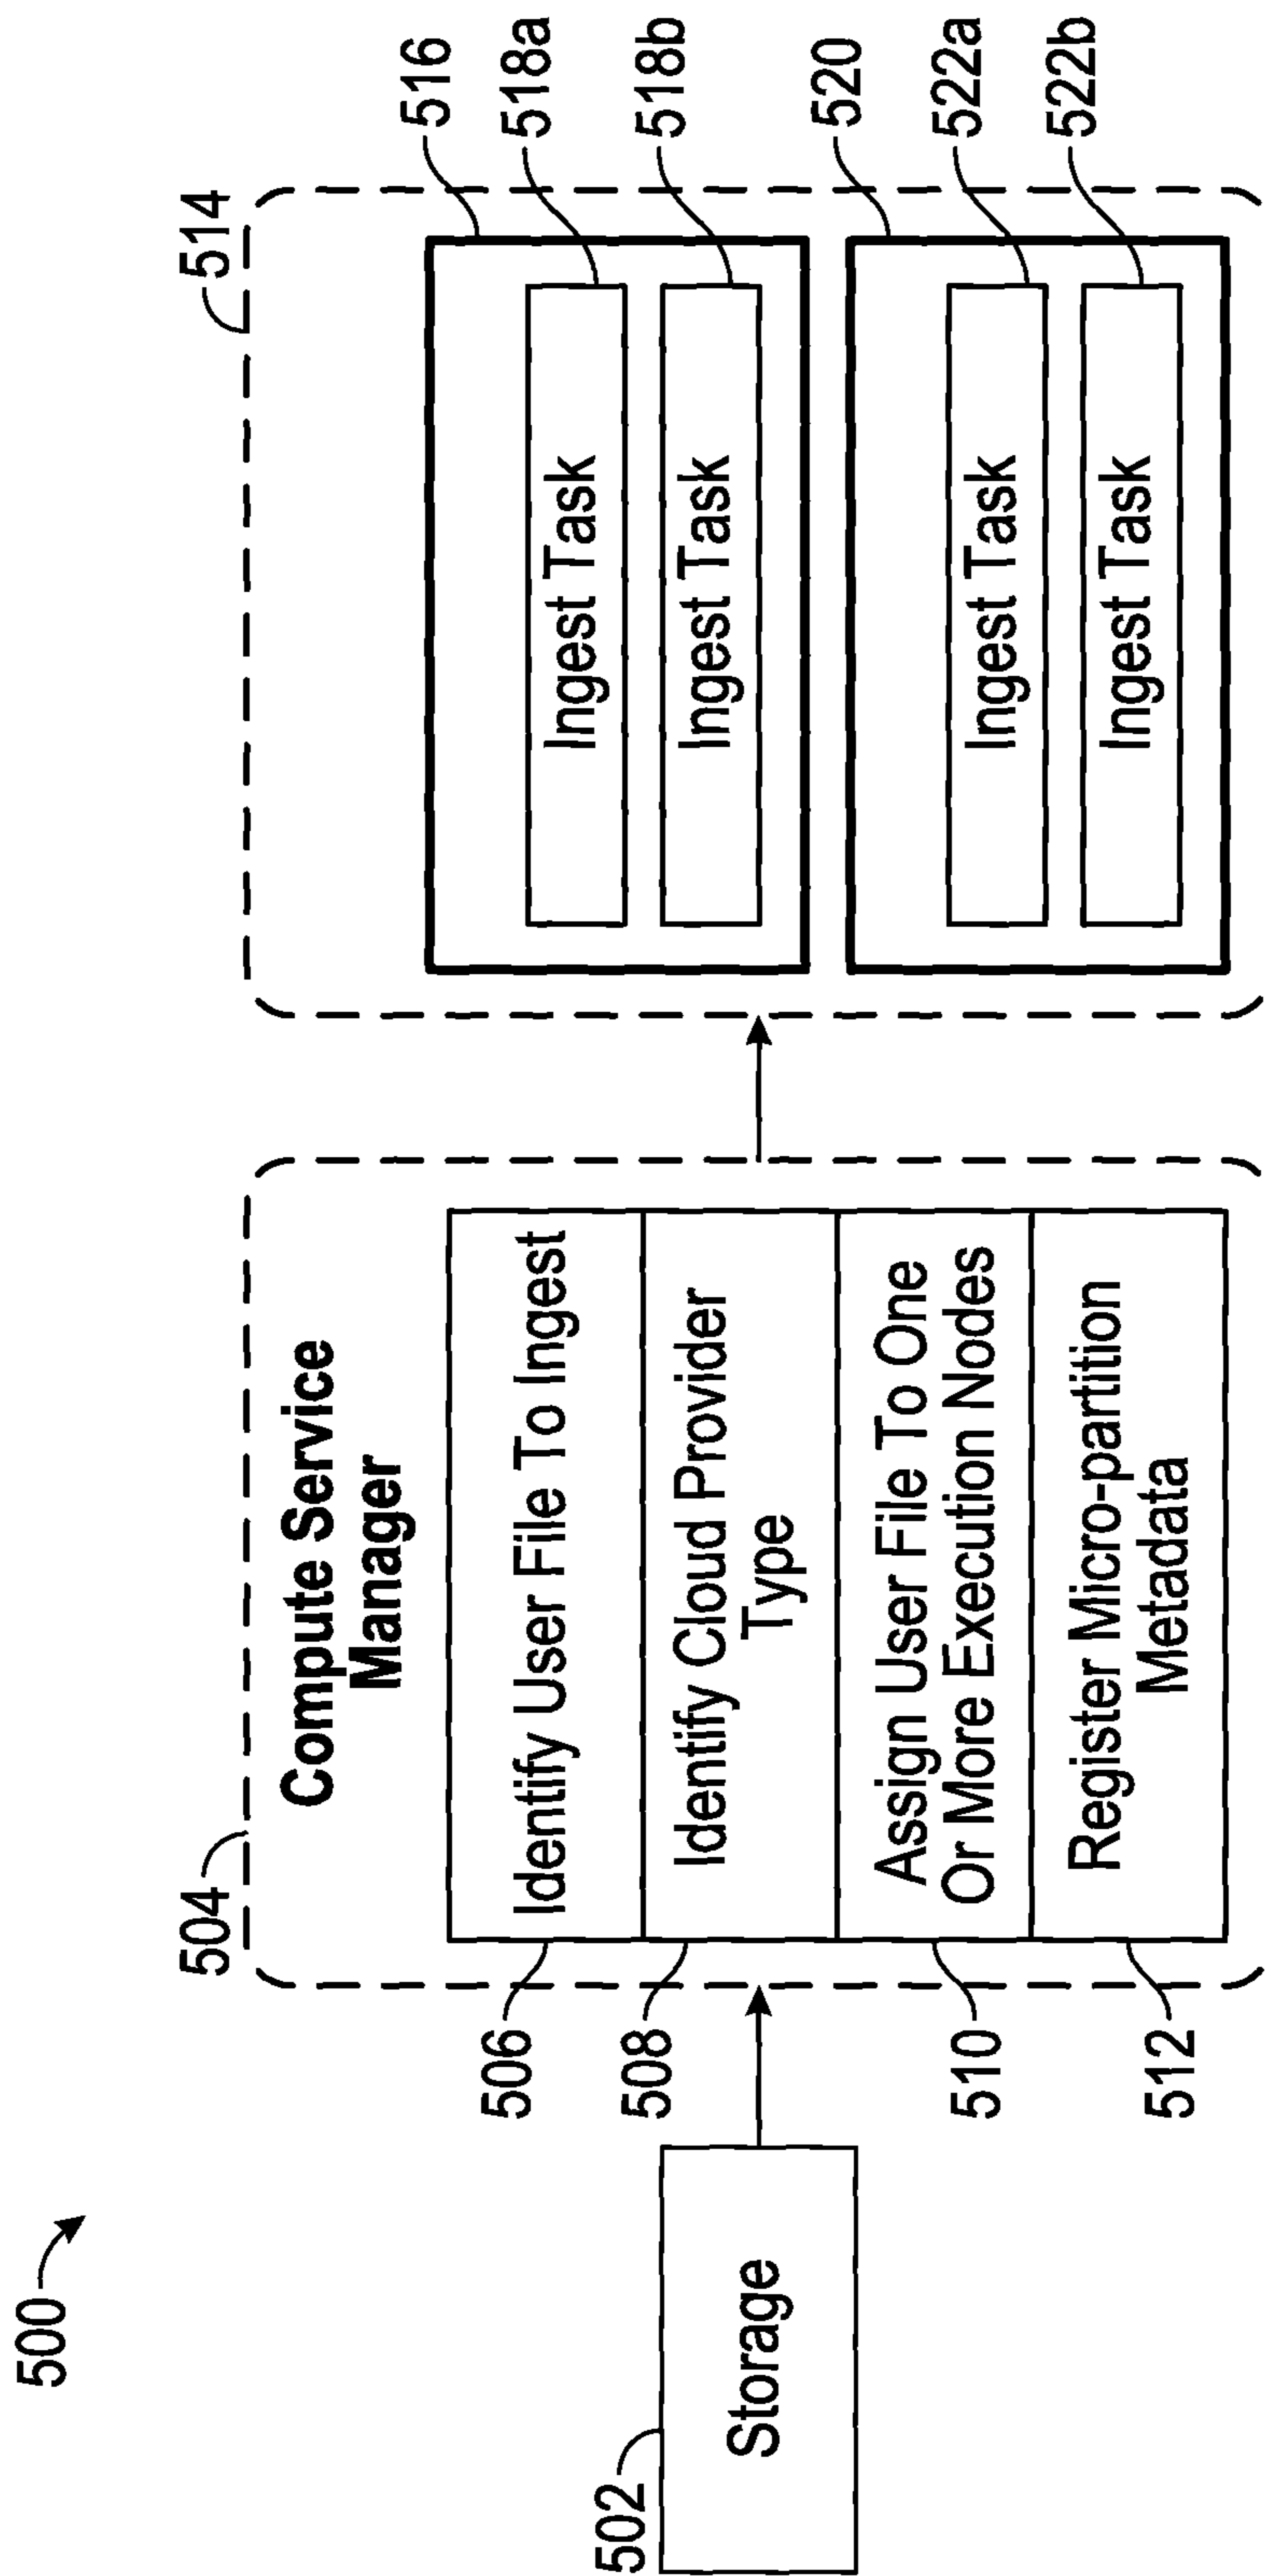 500
502
Storage
504
Compute Service
Manager
506
Identify User File To Ingest
508
Identify Cloud Provider
Type
510
Assign User File To One
Or More Execution Nodes
512
Register Micro-partition
Metadata
514
516
Ingest Task
518a
Ingest Task
518b
520
Ingest Task
522a
Ingest Task
522b